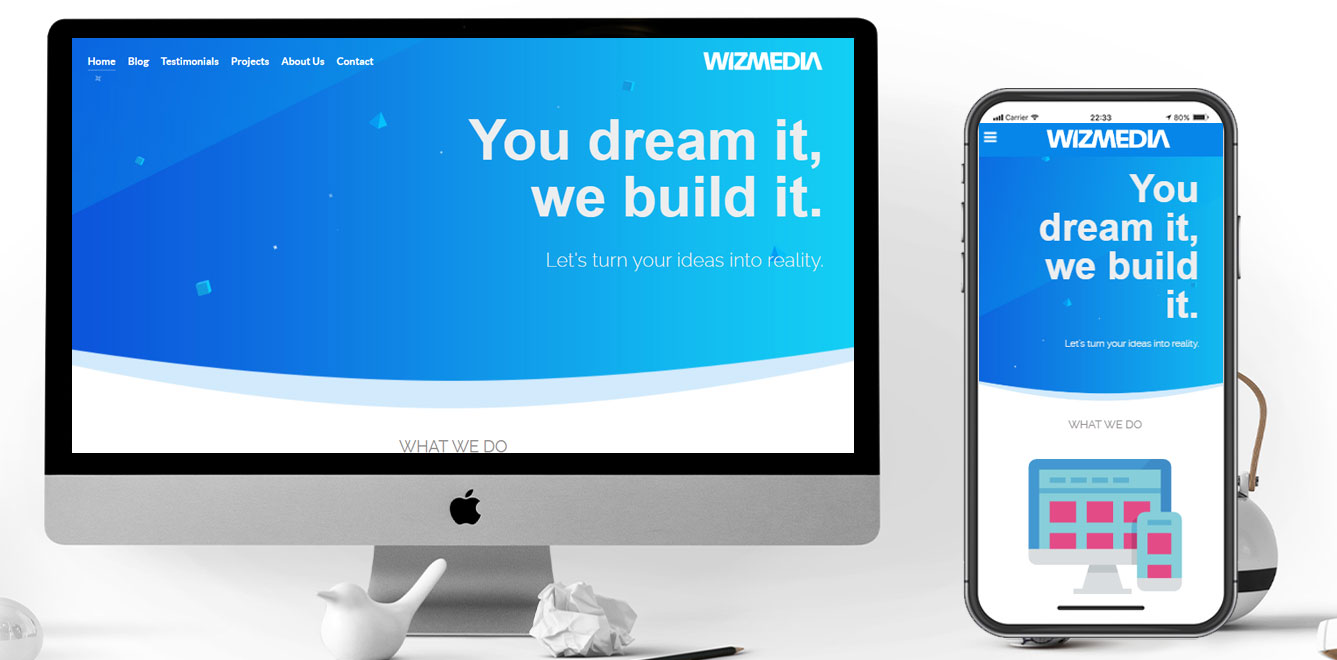 Home Blog Testimonials Projects About Us Contact
WIZMEDIA
You dream it,
we build it.
Let's turn your ideas into reality.
WHAT WE DO
Carrier 22:33 80%
WIZMEDIA
You
dream it,
we build
it.
Let's turn your ideas into reality.
WHAT WE DO